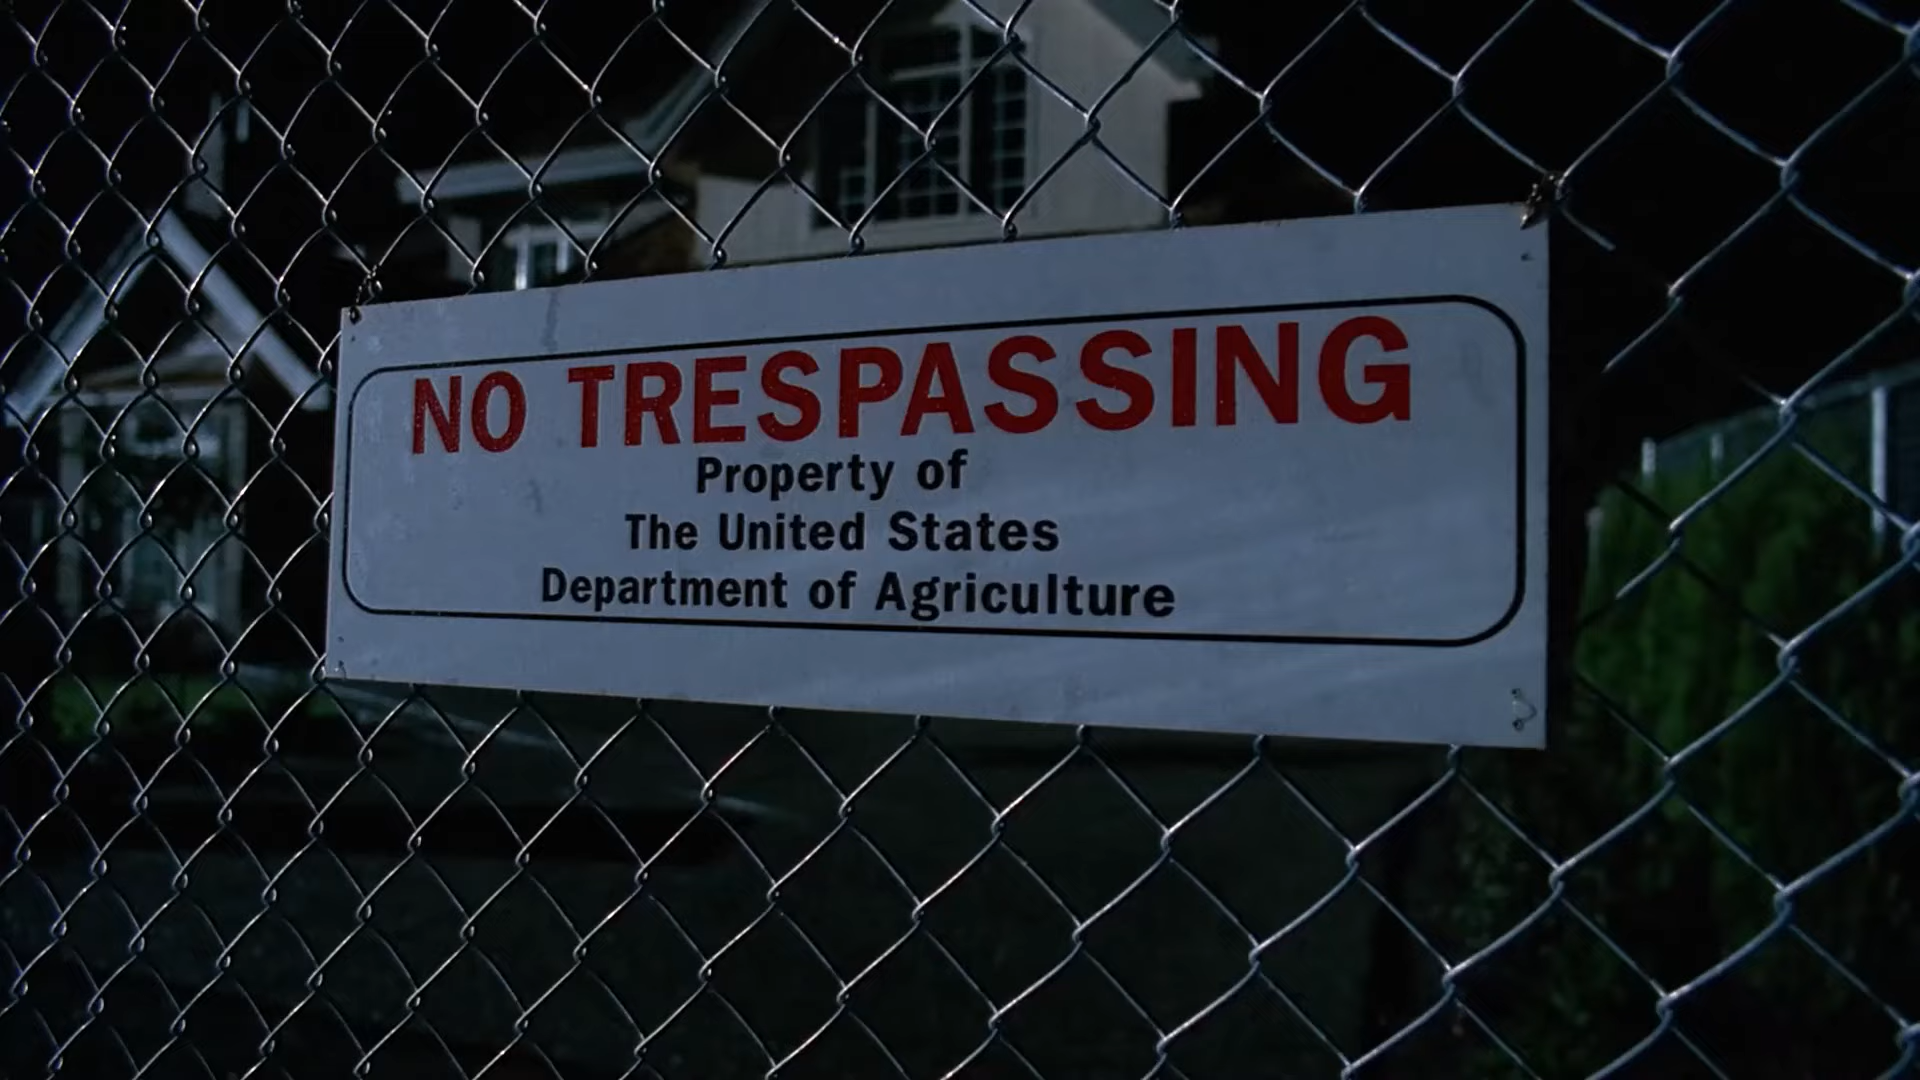 NO TRESPASSING
Property of
The United States
Department of Agriculture